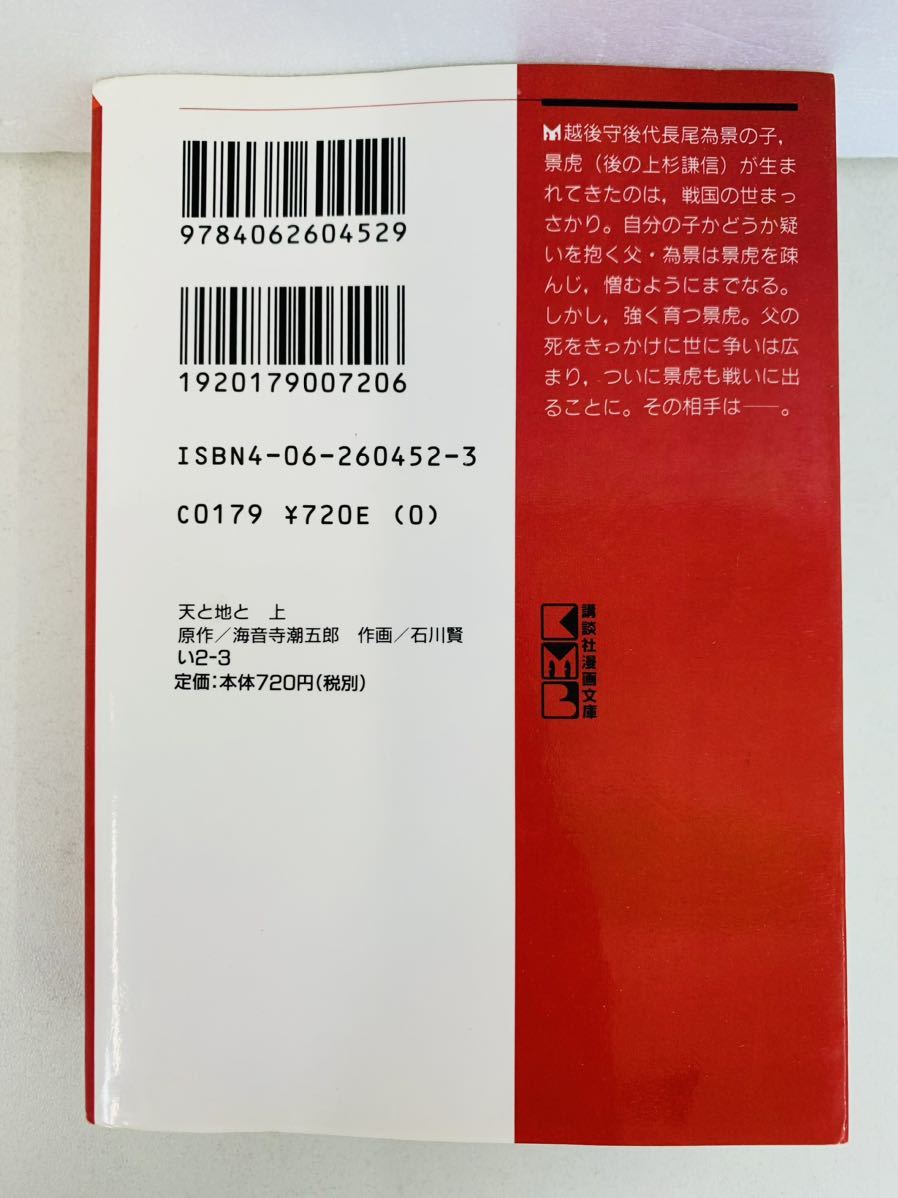 9784062604529
1920179007206
ISBN4-06-260452-3
C0179 ¥720E (0)
天と地と 上
原作／海音寺潮五郎 作画／石川賢
い2-3
定価：本体720円(税別)
越後守後代長尾為景の子，
景虎（後の上杉謙信）が生ま
れてきたのは，戦国の世まっ
さかり。自分の子かどうか疑
いを抱く父・為景は景虎を疎
んじ，憎むようにまでなる。
しかし，強く育つ景虎。父の
死をきっかけに世に争いは広
まり，ついに景虎も戦いに出
ることに。その相手は──。
KMB
講談社漫画文庫